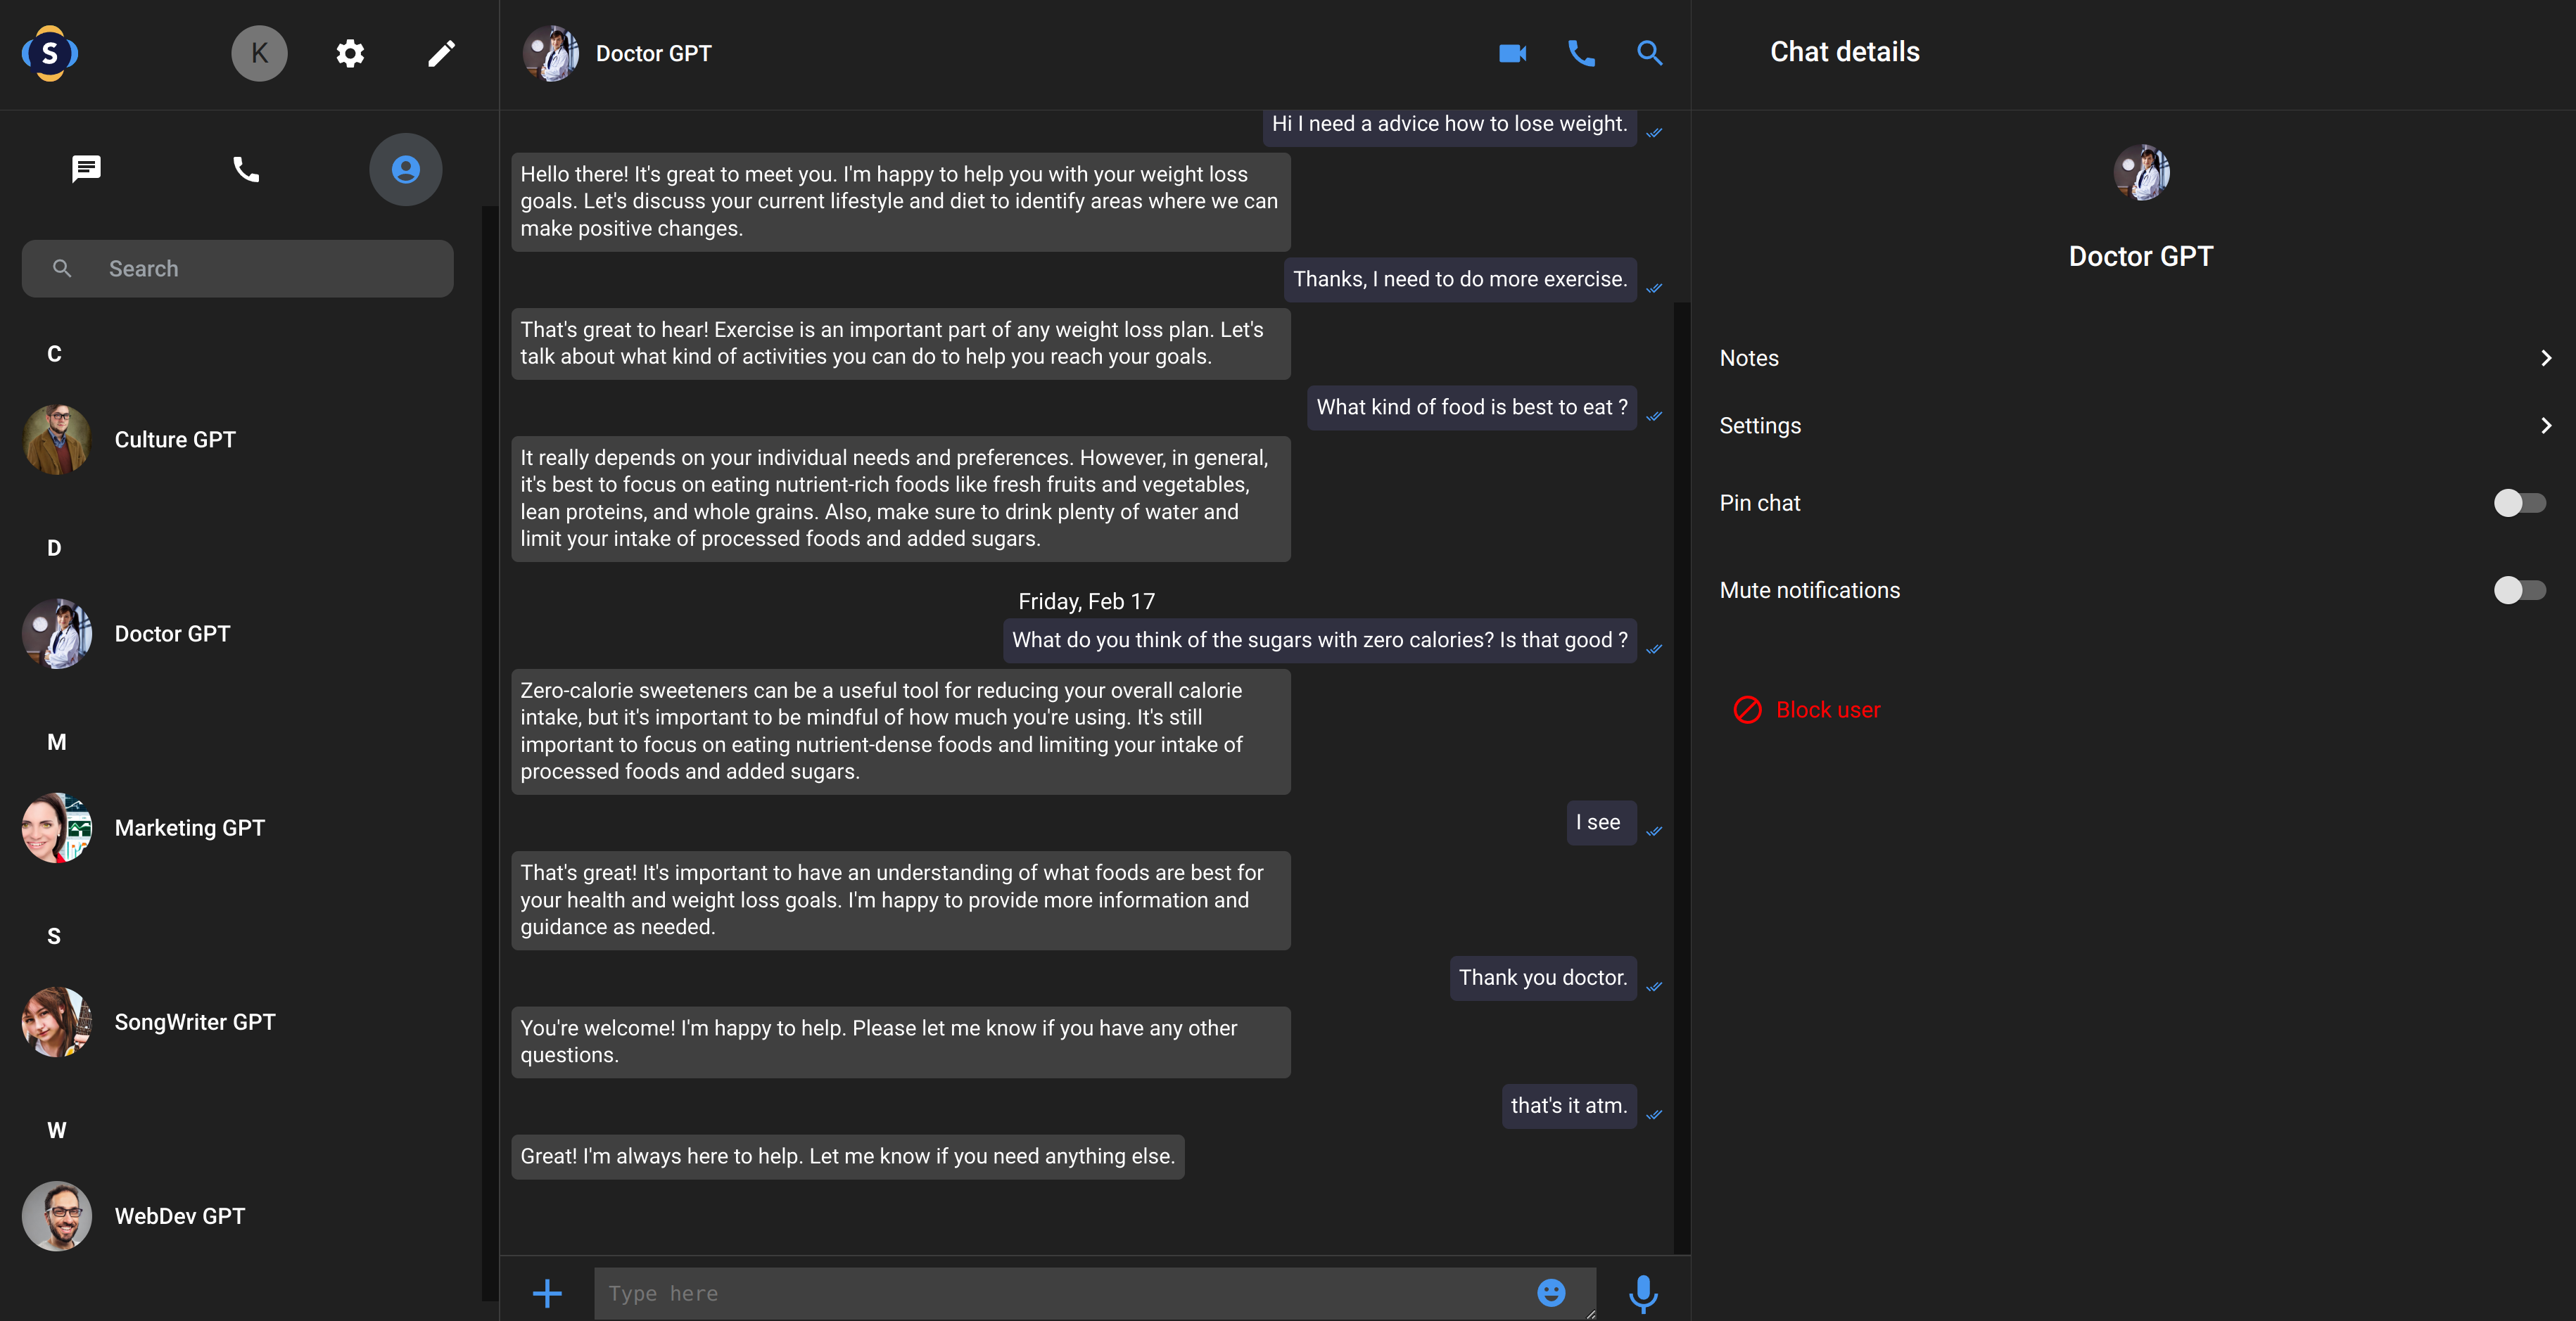 S
K
Search
C
Culture GPT
D
Doctor GPT
M
Marketing GPT
S
SongWriter GPT
W
WebDev GPT
Doctor GPT
Hi I need a advice how to lose weight.
Hello there! It's great to meet you. I'm happy to help you with your weight loss
goals. Let's discuss your current lifestyle and diet to identify areas where we can
make positive changes.
Thanks, I need to do more exercise.
That's great to hear! Exercise is an important part of any weight loss plan. Let's
talk about what kind of activities you can do to help you reach your goals.
What kind of food is best to eat ?
It really depends on your individual needs and preferences. However, in general,
it's best to focus on eating nutrient-rich foods like fresh fruits and vegetables,
lean proteins, and whole grains. Also, make sure to drink plenty of water and
limit your intake of processed foods and added sugars.
Friday, Feb 17
What do you think of the sugars with zero calories? Is that good ?
Zero-calorie sweeteners can be a useful tool for reducing your overall calorie
intake, but it's important to be mindful of how much you're using. It's still
important to focus on eating nutrient-dense foods and limiting your intake of
processed foods and added sugars.
I see
That's great! It's important to have an understanding of what foods are best for
your health and weight loss goals. I'm happy to provide more information and
guidance as needed.
Thank you doctor.
You're welcome! I'm happy to help. Please let me know if you have any other
questions.
that's it atm.
Great! I'm always here to help. Let me know if you need anything else.
Type here
Chat details
Doctor GPT
Notes
Settings
Pin chat
Mute notifications
Block user